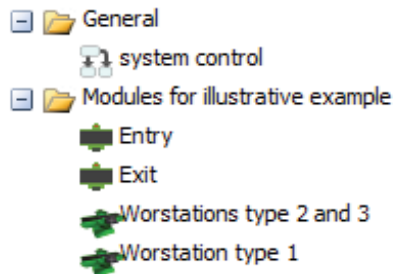 General
system control
Modules for illustrative example
Entry
Exit
Worstations type 2 and 3
Worstation type 1